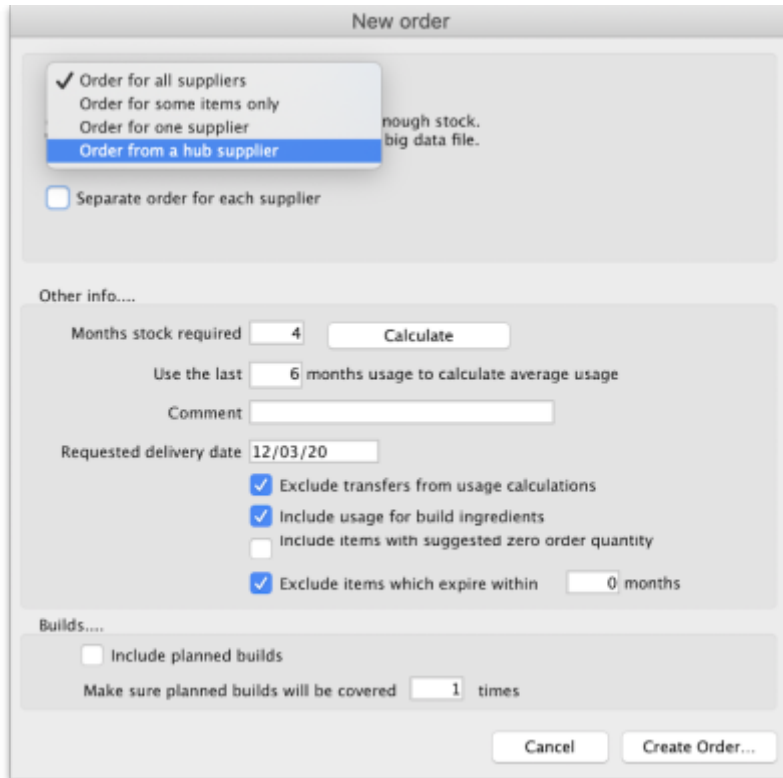 New order
✓ Order for all suppliers
Order for some items only
Order for one supplier
Order from a hub supplier
nough stock.
big data file.
Separate order for each supplier
Other info....
Months stock required 4 Calculate
Use the last 6 months usage to calculate average usage
Comment
Requested delivery date 12/03/20
Exclude transfers from usage calculations
Include usage for build ingredients
Include items with suggested zero order quantity
Exclude items which expire within 0 months
Builds....
Include planned builds
Make sure planned builds will be covered 1 times
Cancel Create Order...